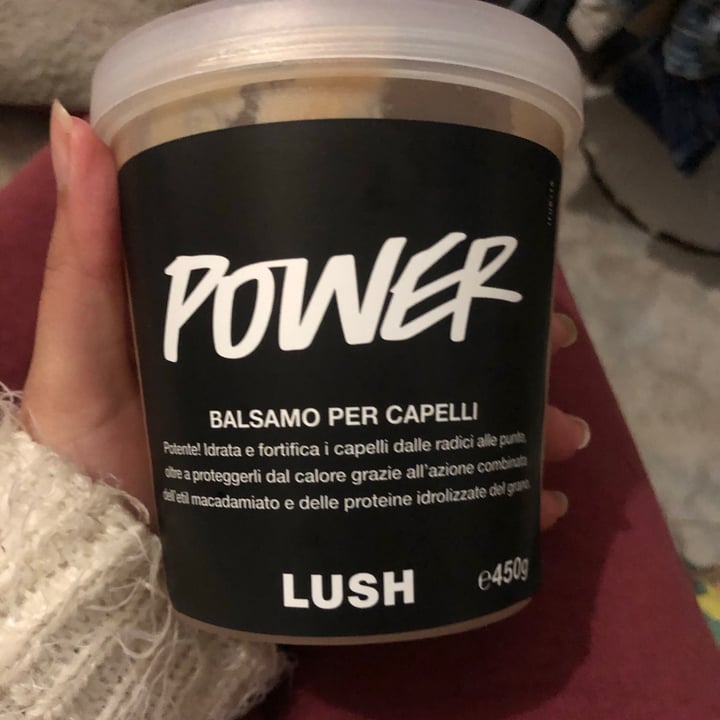 POWER
BALSAMO PER CAPELLI
Potente! Idrata e fortifica i capelli dalle radici alle punte,
oltre a proteggerli dal calore grazie all'azione combinata
dell'etil macadamiato e delle proteine idrolizzate del grano.
LUSH
℮450g